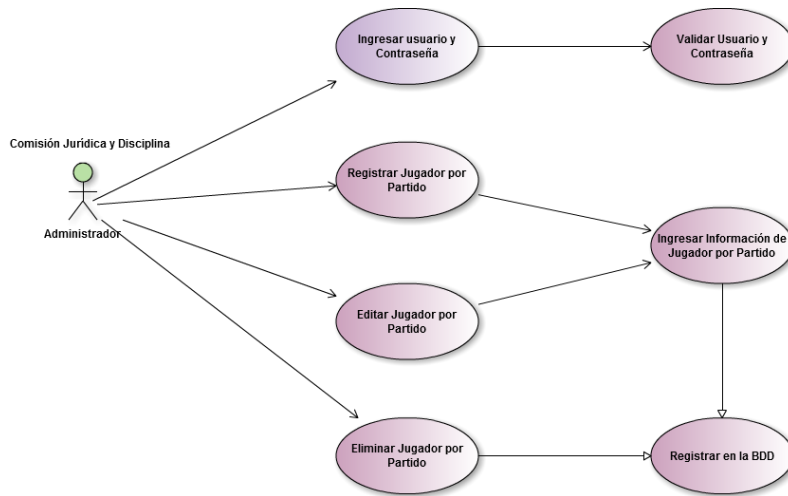 Ingresar usuario y
Contraseña
Validar Usuario y
Contraseña
Comisión Jurídica y Disciplina
Administrador
Registrar Jugador por
Partido
Ingresar Información de
Jugador por Partido
Editar Jugador por
Partido
Eliminar Jugador por
Partido
Registrar en la BDD